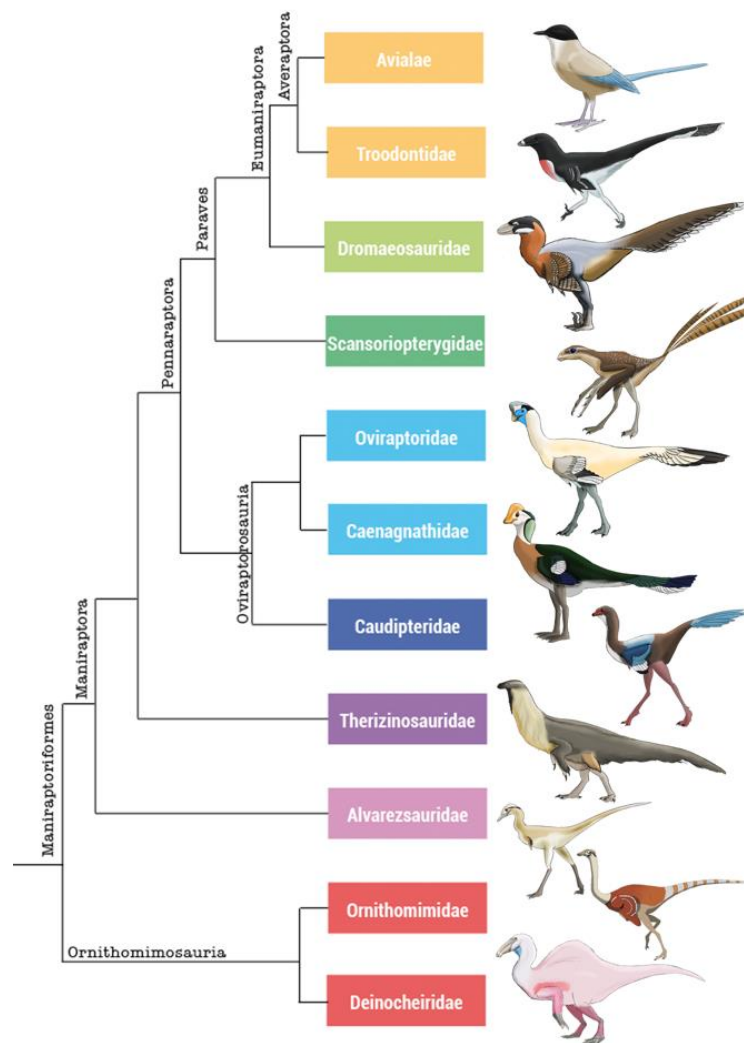 Averaptora
Avialae
Eumaniraptora
Troodontidae
Paraves
Dromaeosauridae
Scansoriopterygidae
Pennaraptora
Oviraptoridae
Caenagnathidae
Oviraptorosauria
Caudipteridae
Maniraptora
Therizinosauridae
Maniraptoriformes
Alvarezsauridae
Ornithomimidae
Ornithomimosauria
Deinocheiridae